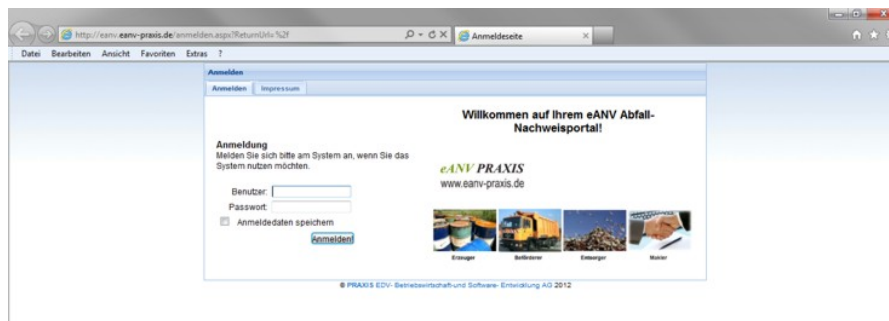 http://eanv.eanv-praxis.de/anmelden.aspx?ReturnUrl=%2f
Anmeldeseite
Datei Bearbeiten Ansicht Favoriten Extras ?
Anmelden
Anmelden Impressum
Willkommen auf Ihrem eANV Abfall-
Nachweisportal!
Anmeldung
Melden Sie sich bitte am System an, wenn Sie das
System nutzen möchten.
eANV PRAXIS
www.eanv-praxis.de
Benutzer:
Passwort:
Anmeldedaten speichern
Anmelden!
Erzeuger Beförderer Entsorger Makler
© PRAXIS EDV- Betriebswirtschaft-und Software- Entwicklung AG 2012